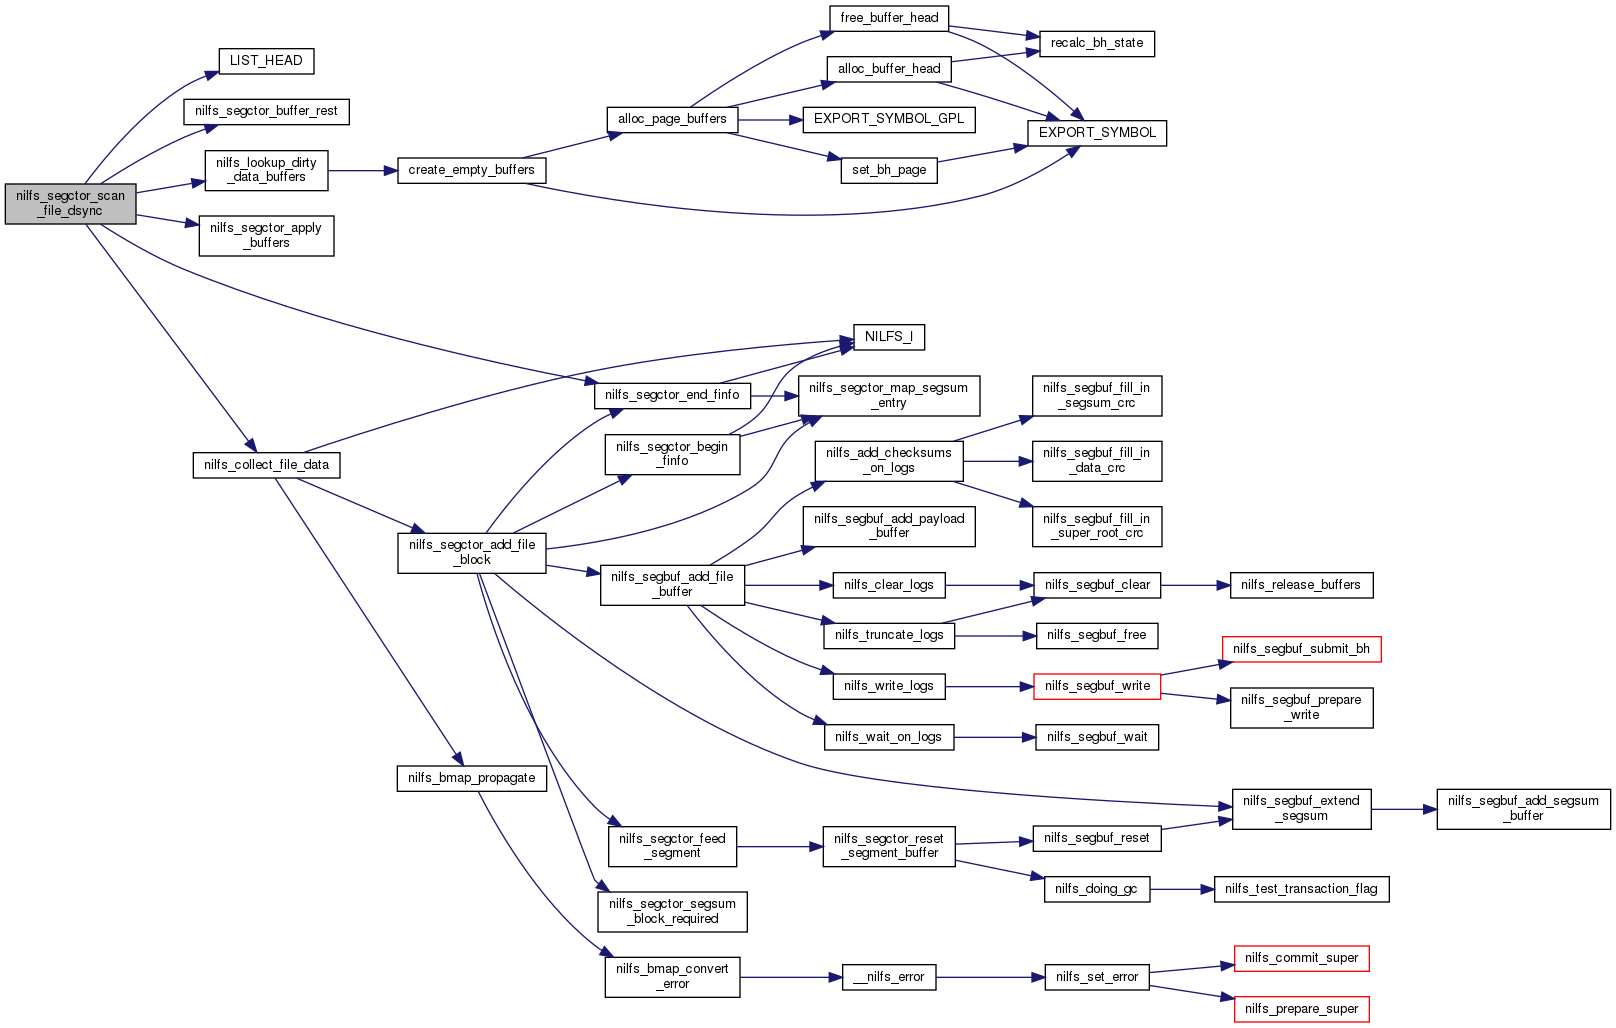 free_buffer_head
recalc_bh_state
LIST_HEAD
alloc_buffer_head
nilfs_segctor_buffer_rest
alloc_page_buffers
EXPORT_SYMBOL_GPL
EXPORT_SYMBOL
nilfs_lookup_dirty
_data_buffers
create_empty_buffers
set_bh_page
nilfs_segctor_scan
_file_dsync
nilfs_segctor_apply
_buffers
NILFS_I
nilfs_segctor_end_finfo
nilfs_segctor_map_segsum
_entry
nilfs_segbuf_fill_in
_segsum_crc
nilfs_segctor_begin
_finfo
nilfs_collect_file_data
nilfs_add_checksums
_on_logs
nilfs_segbuf_fill_in
_data_crc
nilfs_segbuf_add_payload
_buffer
nilfs_segbuf_fill_in
_super_root_crc
nilfs_segctor_add_file
_block
nilfs_segbuf_add_file
_buffer
nilfs_clear_logs
nilfs_segbuf_clear
nilfs_release_buffers
nilfs_truncate_logs
nilfs_segbuf_free
nilfs_segbuf_submit_bh
nilfs_write_logs
nilfs_segbuf_write
nilfs_segbuf_prepare
_write
nilfs_wait_on_logs
nilfs_segbuf_wait
nilfs_bmap_propagate
nilfs_segbuf_extend
_segsum
nilfs_segbuf_add_segsum
_buffer
nilfs_segctor_feed
_segment
nilfs_segctor_reset
_segment_buffer
nilfs_segbuf_reset
nilfs_doing_gc
nilfs_test_transaction_flag
nilfs_segctor_segsum
_block_required
nilfs_bmap_convert
_error
__nilfs_error
nilfs_set_error
nilfs_commit_super
nilfs_prepare_super